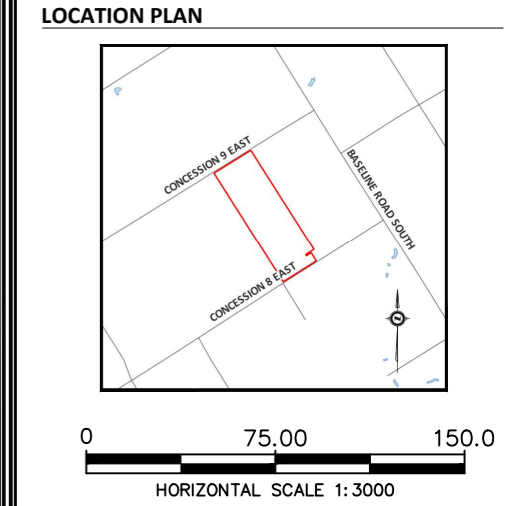 LOCATION PLAN
CONCESSION 9 EAST
BASELINE ROAD SOUTH
CONCESSION 8 EAST
0 75.00 150.0
HORIZONTAL SCALE 1:3000